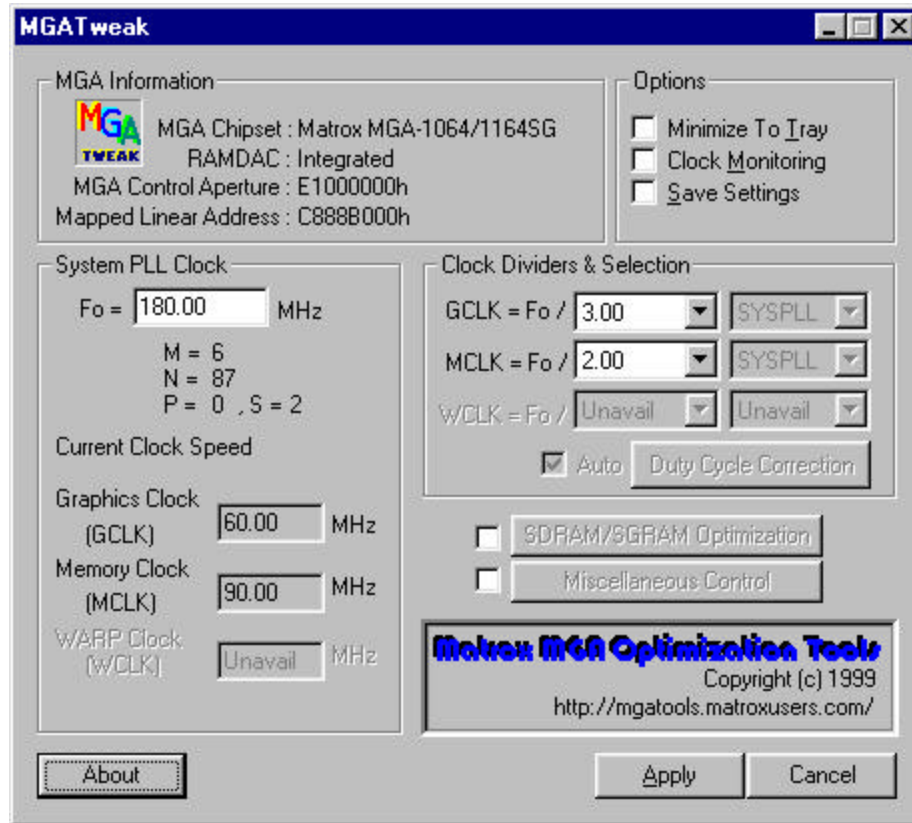 MGATweak
MGA Information
MGA
TWEAK
MGA Chipset : Matrox MGA-1064/1164SG
RAMDAC : Integrated
MGA Control Aperture : E1000000h
Mapped Linear Address : C888B000h
Options
Minimize To Tray
Clock Monitoring
Save Settings
System PLL Clock
Fo = 180.00 MHz
M = 6
N = 87
P = 0 , S = 2
Current Clock Speed
Graphics Clock
(GCLK) 60.00 MHz
Memory Clock
(MCLK) 90.00 MHz
WARP Clock
(WCLK) Unavail MHz
Clock Dividers & Selection
GCLK = Fo / 3.00 SYSPLL
MCLK = Fo / 2.00 SYSPLL
WCLK = Fo / Unavail Unavail
Auto Duty Cycle Correction
SDRAM/SGRAM Optimization
Miscellaneous Control
Matrox MGA Optimization Tools
Copyright (c) 1999
http://mgatools.matroxusers.com/
About
Apply
Cancel